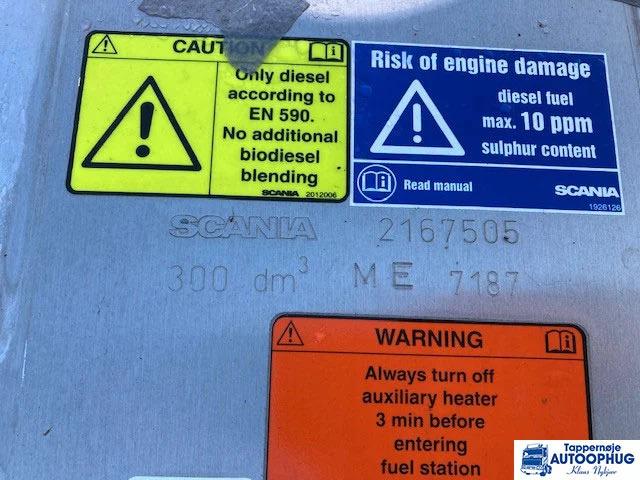 CAUTION
Only diesel
according to
EN 590.
No additional
biodiesel
blending
SCANIA 2012006
Risk of engine damage
diesel fuel
max. 10 ppm
sulphur content
Read manual
SCANIA
1926126
SCANIA 2167505
300 dm³ ME 7187
WARNING
Always turn off
auxiliary heater
3 min before
entering
fuel station
Tappernøje
AUTOOPHUG
Klaus Nykjær